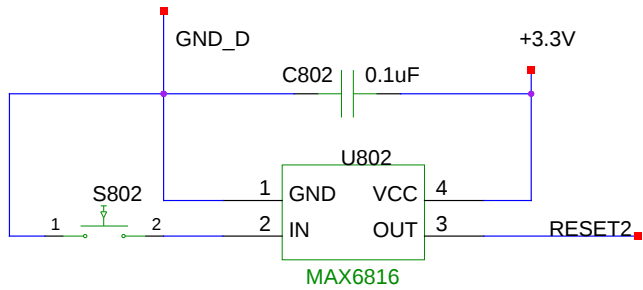 GND_D
+3.3V
C802 0.1uF
U802
1 GND VCC 4
S802
1 2 2 IN OUT 3 RESET2
MAX6816